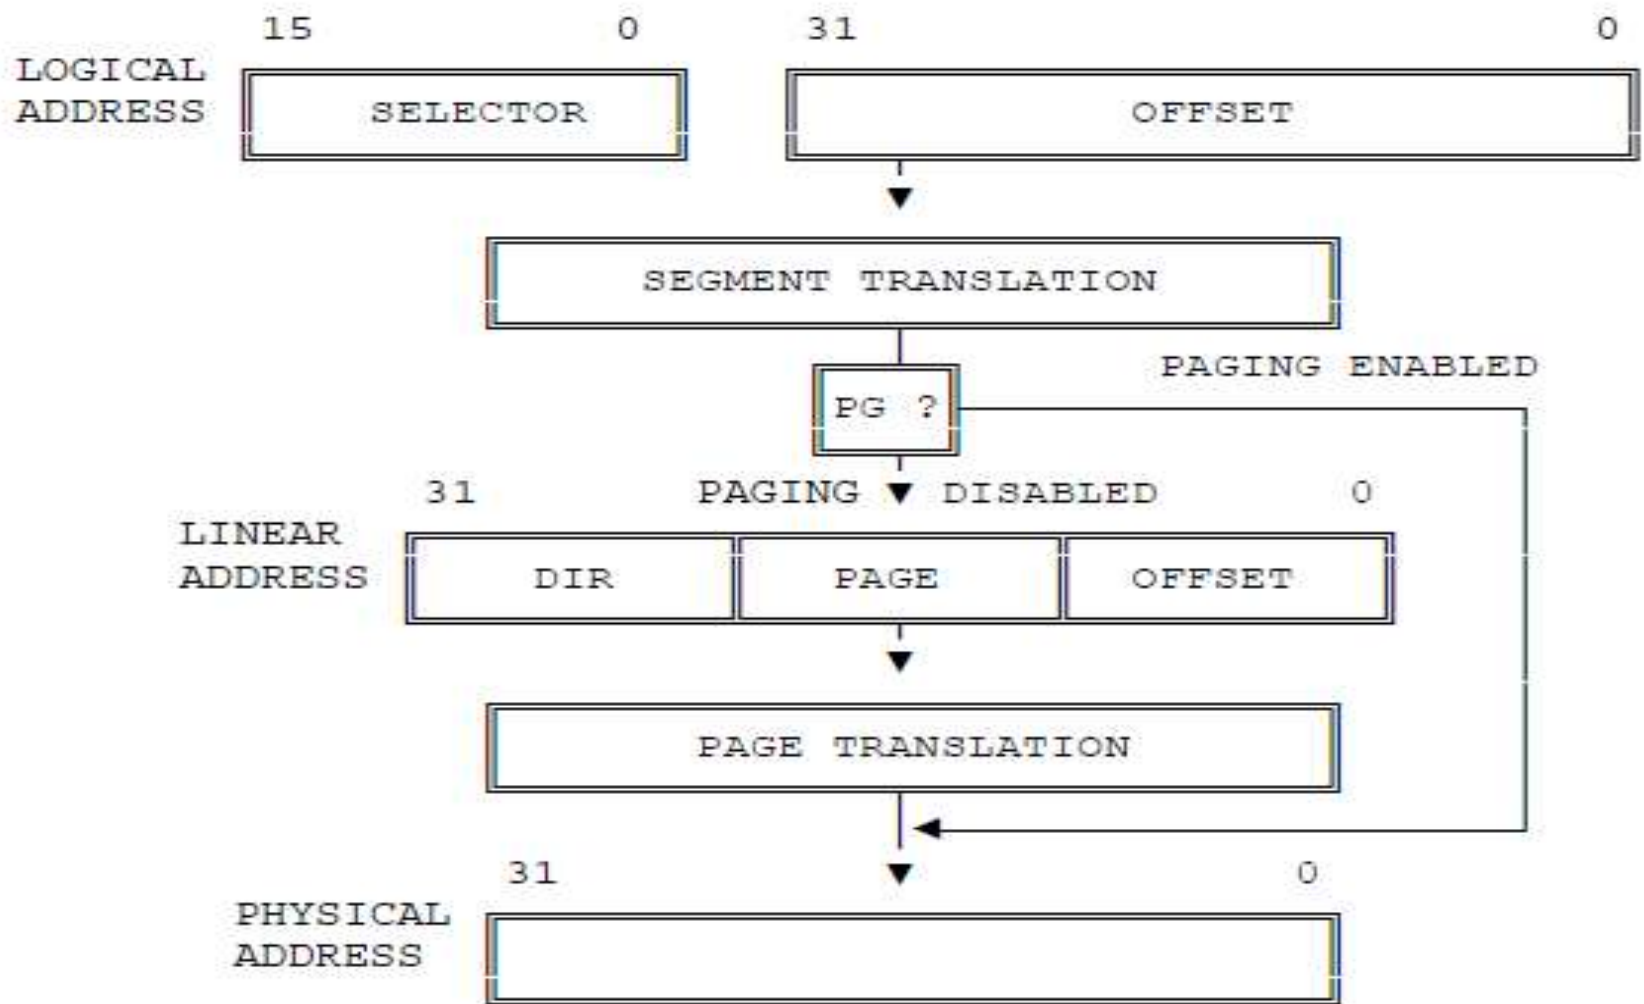 15 0 31 0
LOGICAL
ADDRESS
SELECTOR OFFSET
SEGMENT TRANSLATION
PAGING ENABLED
PG ?
31 PAGING DISABLED 0
LINEAR
ADDRESS
DIR PAGE OFFSET
PAGE TRANSLATION
31 0
PHYSICAL
ADDRESS